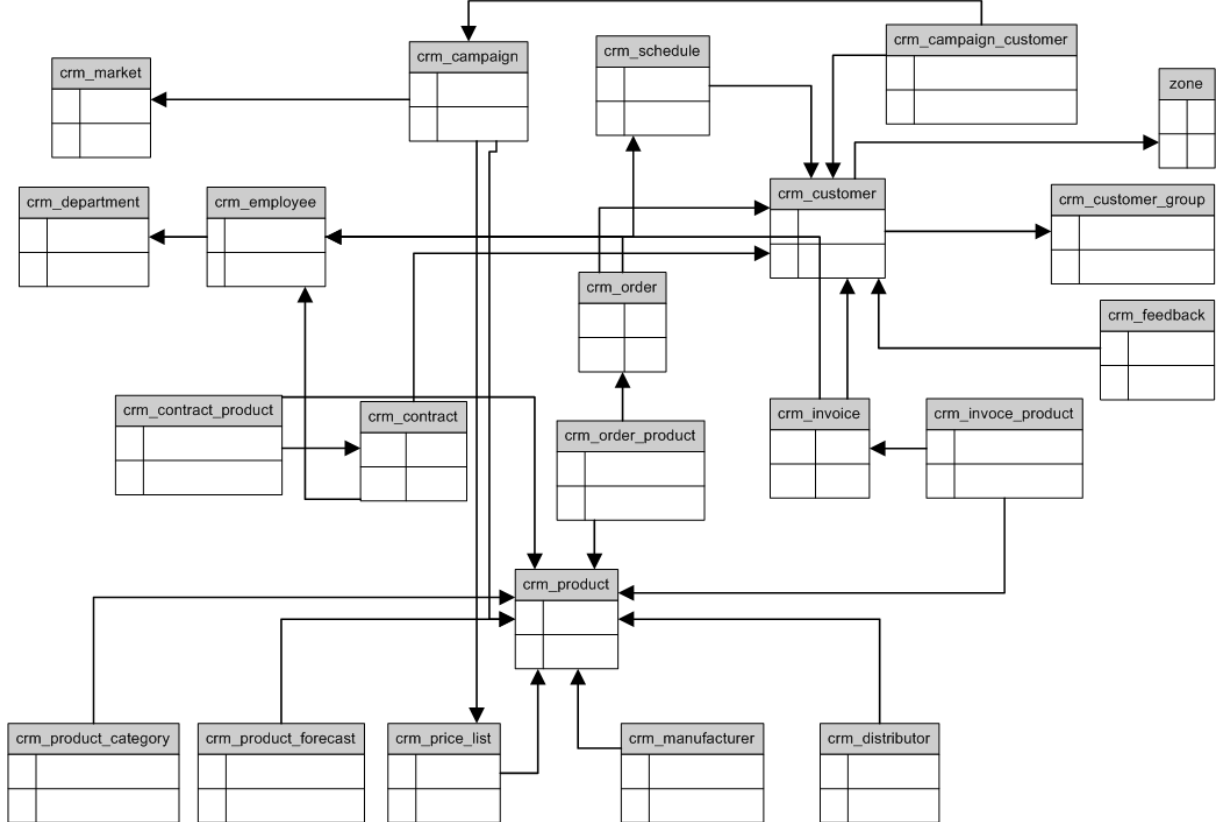 crm_campaign
crm_schedule
crm_campaign_customer
crm_market
zone
crm_department
crm_employee
crm_customer
crm_customer_group
crm_order
crm_feedback
crm_contract_product
crm_contract
crm_invoice
crm_invoce_product
crm_order_product
crm_product
crm_product_category
crm_product_forecast
crm_price_list
crm_manufacturer
crm_distributor